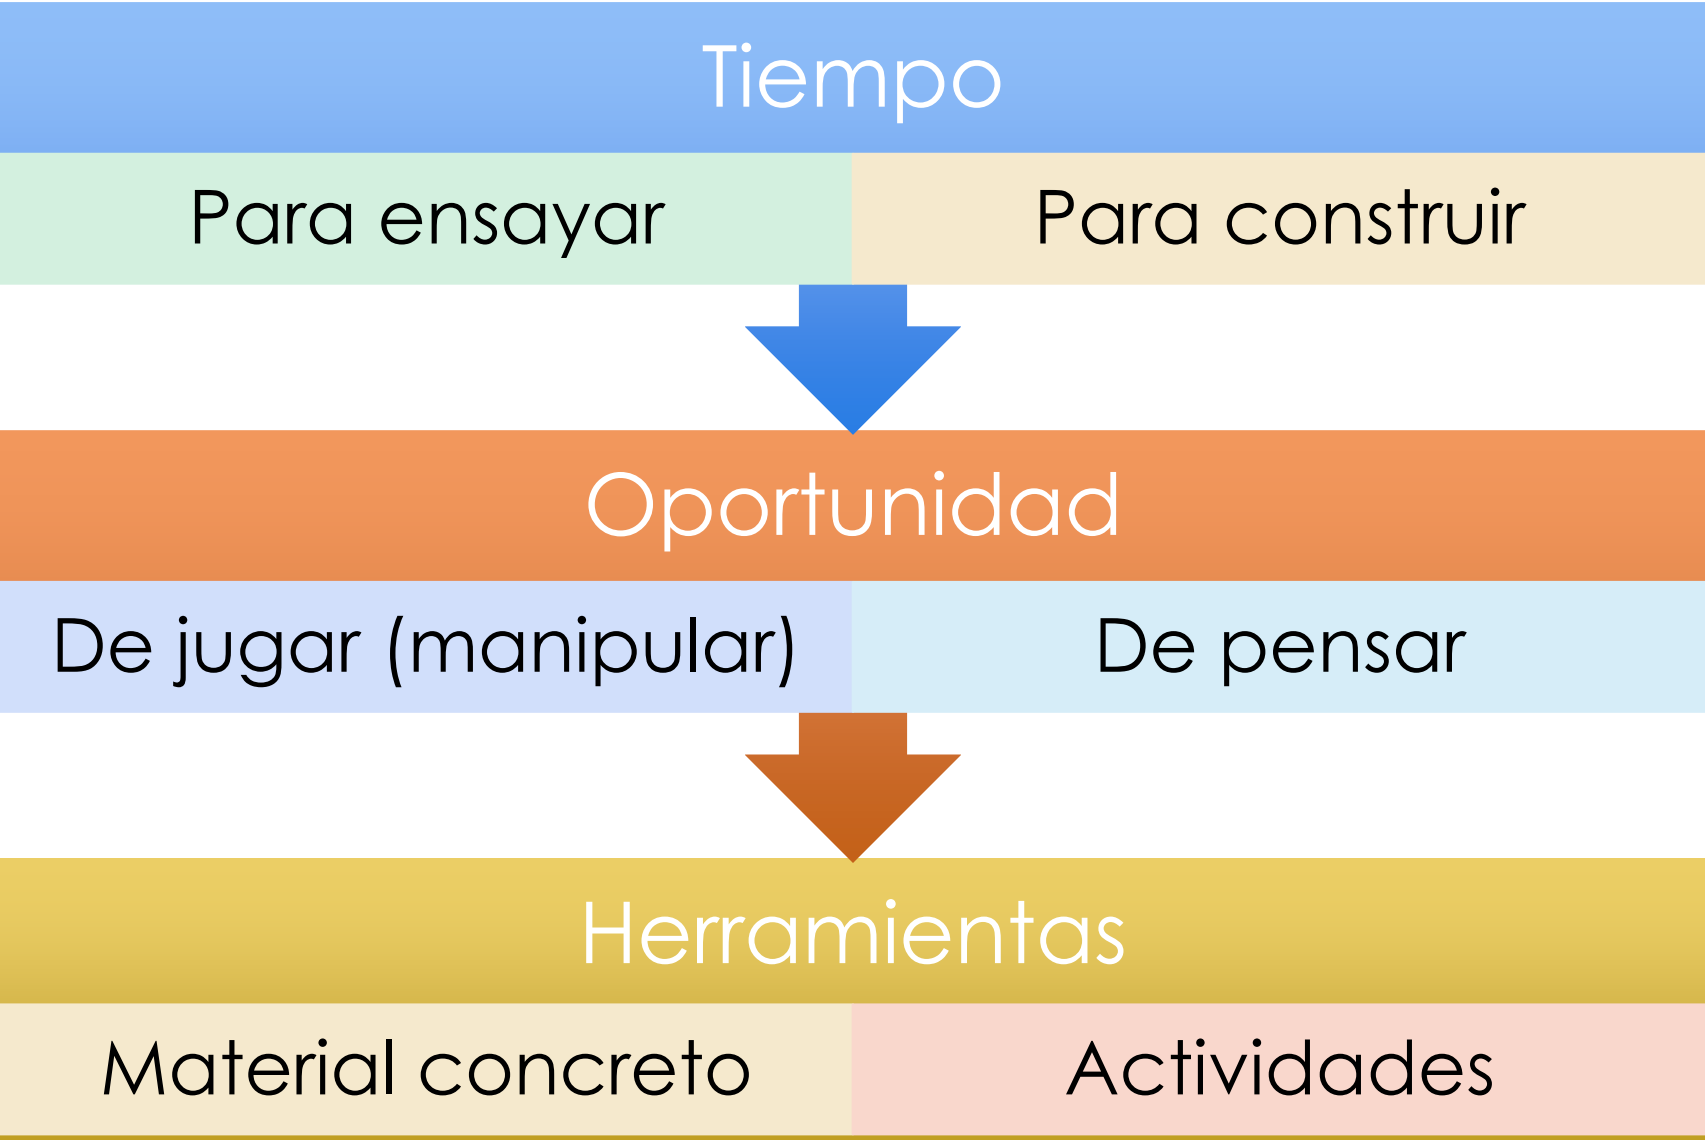 Tiempo
Para ensayar
Para construir
Oportunidad
De jugar (manipular)
De pensar
Herramientas
Material concreto
Actividades